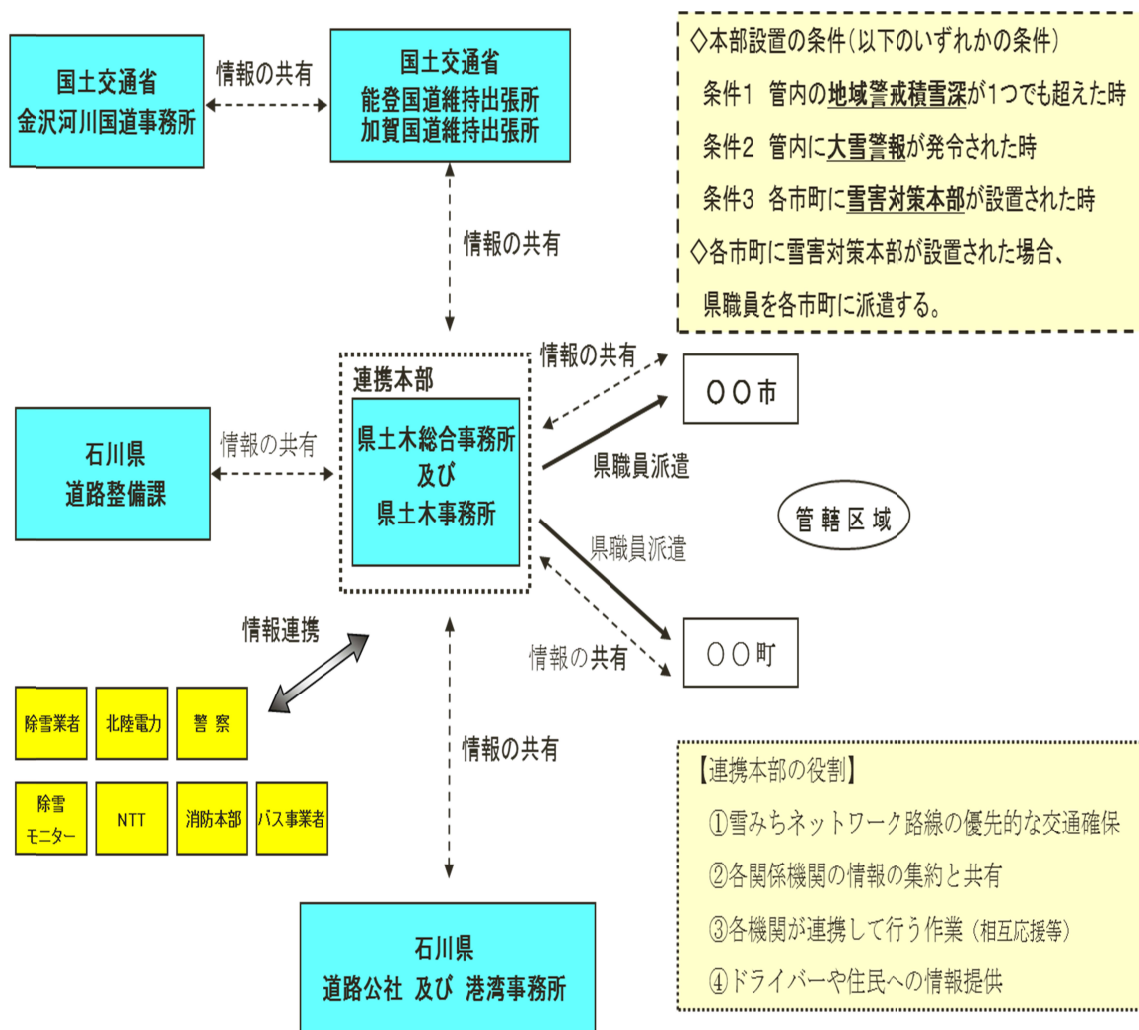 国土交通省
金沢河川国道事務所
情報の共有
国土交通省
能登国道維持出張所
加賀国道維持出張所
◇本部設置の条件(以下のいずれかの条件)
条件1 管内の地域警戒積雪深が1つでも超えた時
条件2 管内に大雪警報が発令された時
条件3 各市町に雪害対策本部が設置された時
◇各市町に雪害対策本部が設置された場合、
県職員を各市町に派遣する。
情報の共有
石川県
道路整備課
情報の共有
連携本部
県土木総合事務所
及び
県土木事務所
情報の共有
県職員派遣
〇〇市
管轄区域
県職員派遣
情報の共有
〇〇町
情報連携
除雪業者
北陸電力
警察
除雪
モニター
NTT
消防本部
バス事業者
情報の共有
石川県
道路公社 及び 港湾事務所
【連携本部の役割】
①雪みちネットワーク路線の優先的な交通確保
②各関係機関の情報の集約と共有
③各機関が連携して行う作業(相互応援等)
④ドライバーや住民への情報提供